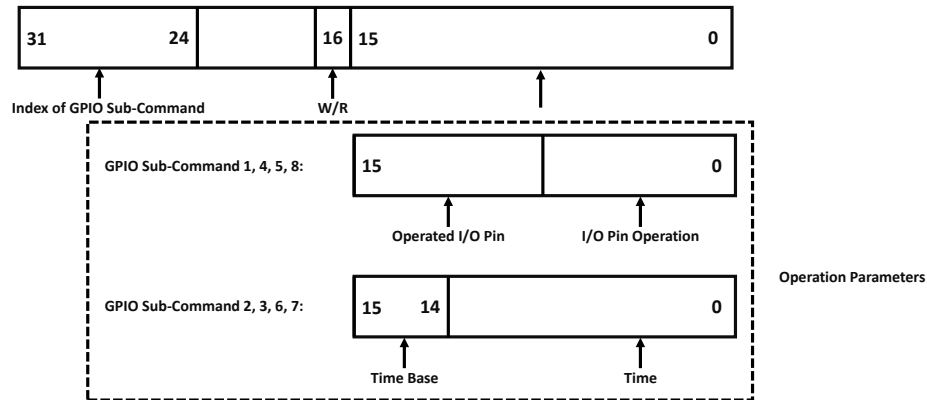 31 24 16 15 0
Index of GPIO Sub-Command W/R
GPIO Sub-Command 1, 4, 5, 8: 15 0
Operated I/O Pin I/O Pin Operation
Operation Parameters
GPIO Sub-Command 2, 3, 6, 7: 15 14 0
Time Base Time